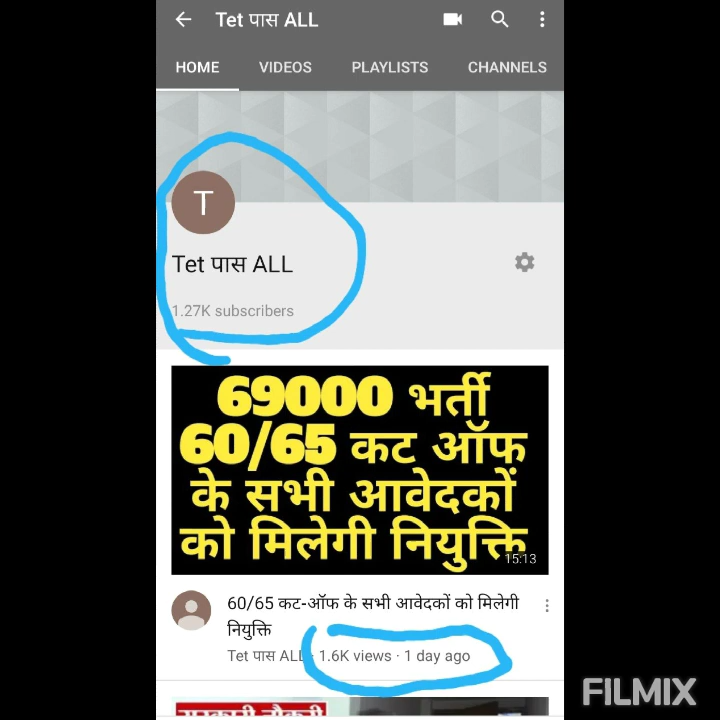 Tet पास ALL
HOME VIDEOS PLAYLISTS CHANNELS
T
Tet पास ALL
1.27K subscribers
69000 भर्ती
60/65 कट ऑफ
के सभी आवेदकों
को मिलेगी नियुक्ति
15:13
60/65 कट-ऑफ के सभी आवेदकों को मिलेगी
नियुक्ति
Tet पास ALL · 1.6K views · 1 day ago
सरकारी नौकरी
FILMIX